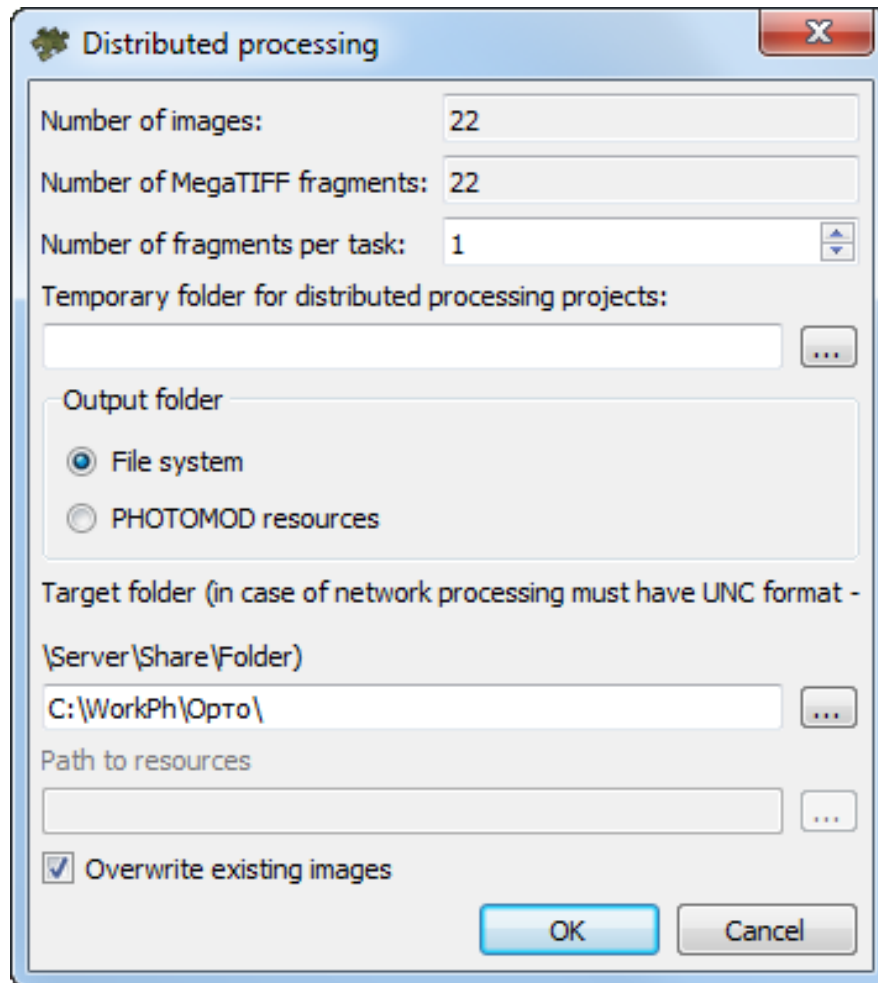 Distributed processing
Number of images: 22
Number of MegaTIFF fragments: 22
Number of fragments per task: 1
Temporary folder for distributed processing projects:
...
Output folder
File system
PHOTOMOD resources
Target folder (in case of network processing must have UNC format -
\Server\Share\Folder)
C:\WorkPh\Орто\
...
Path to resources
...
Overwrite existing images
OK Cancel